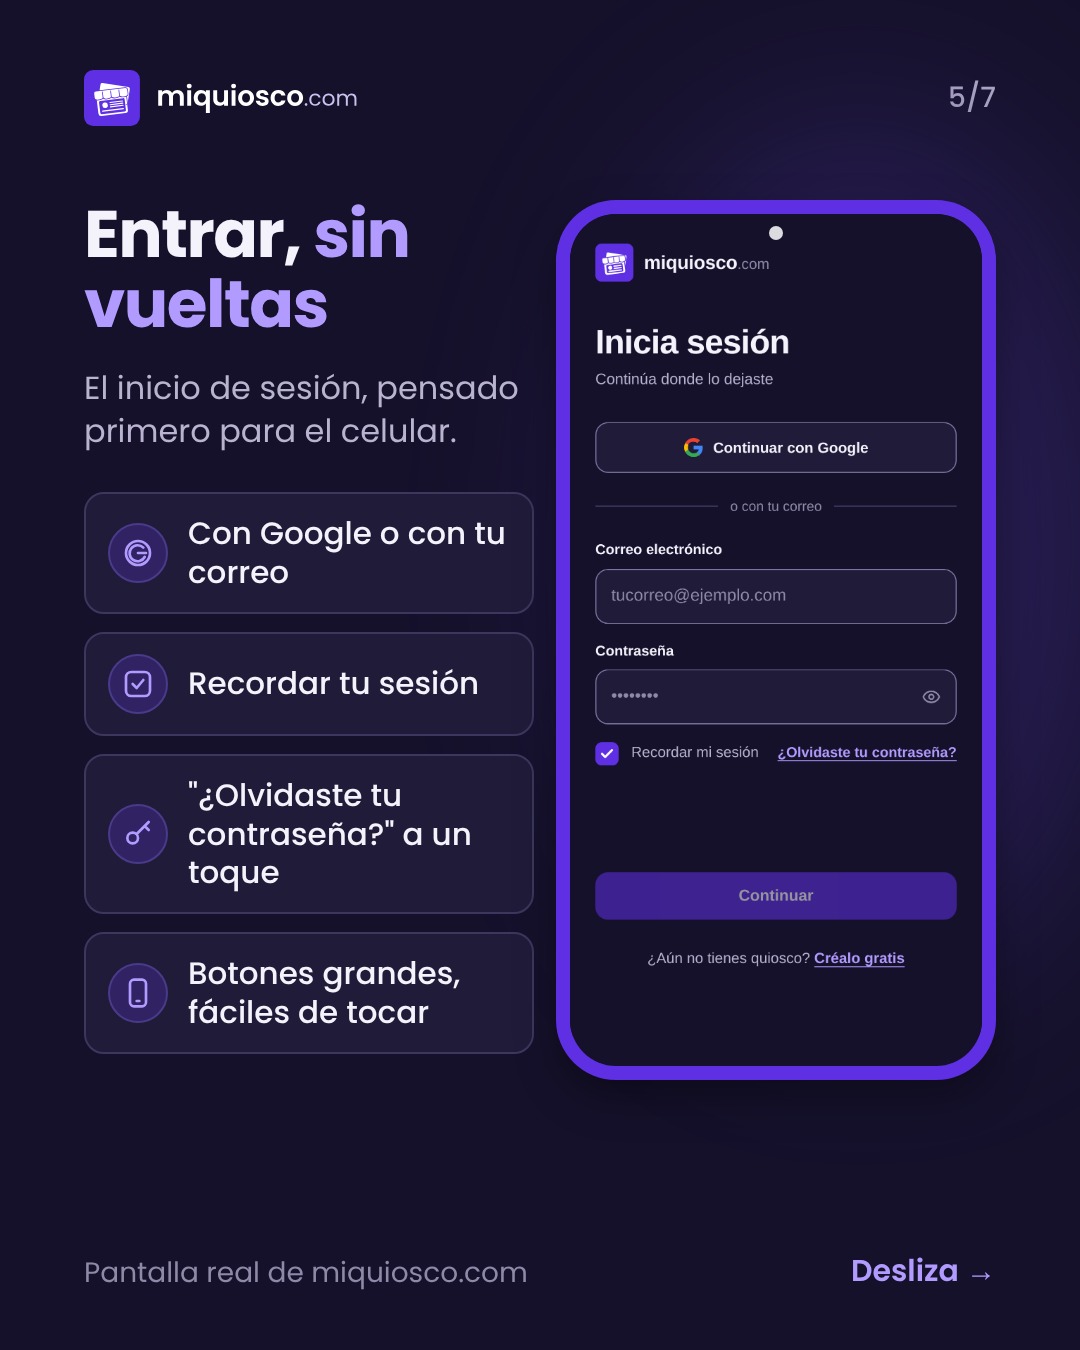 miquiosco.com
5/7
Entrar, sin
vueltas
El inicio de sesión, pensado
primero para el celular.
Con Google o con tu
correo
Recordar tu sesión
"¿Olvidaste tu
contraseña?" a un
toque
Botones grandes,
fáciles de tocar
miquiosco.com
Inicia sesión
Continúa donde lo dejaste
Continuar con Google
o con tu correo
Correo electrónico
tucorreo@ejemplo.com
Contraseña
••••••••
Recordar mi sesión ¿Olvidaste tu contraseña?
Continuar
¿Aún no tienes quiosco? Créalo gratis
Pantalla real de miquiosco.com
Desliza →